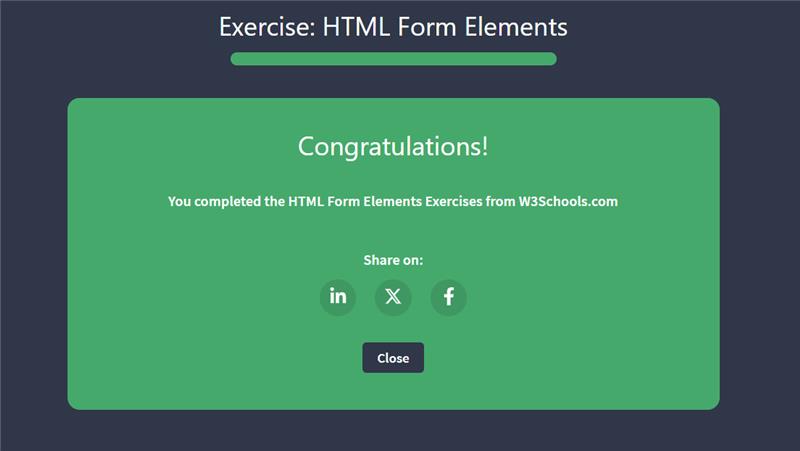 Exercise: HTML Form Elements
Congratulations!
You completed the HTML Form Elements Exercises from W3Schools.com
Share on:
in
X
f
Close